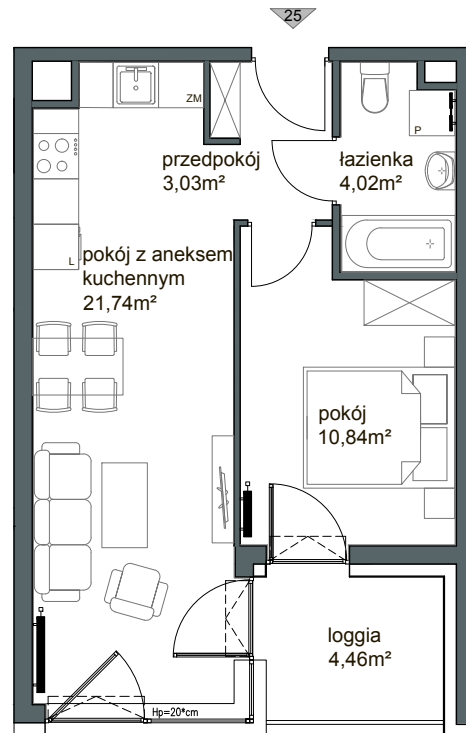 25
ZM
przedpokój
3,03m²
łazienka
4,02m²
P
L
pokój z aneksem
kuchennym
21,74m²
pokój
10,84m²
loggia
4,46m²
Hp=20*cm